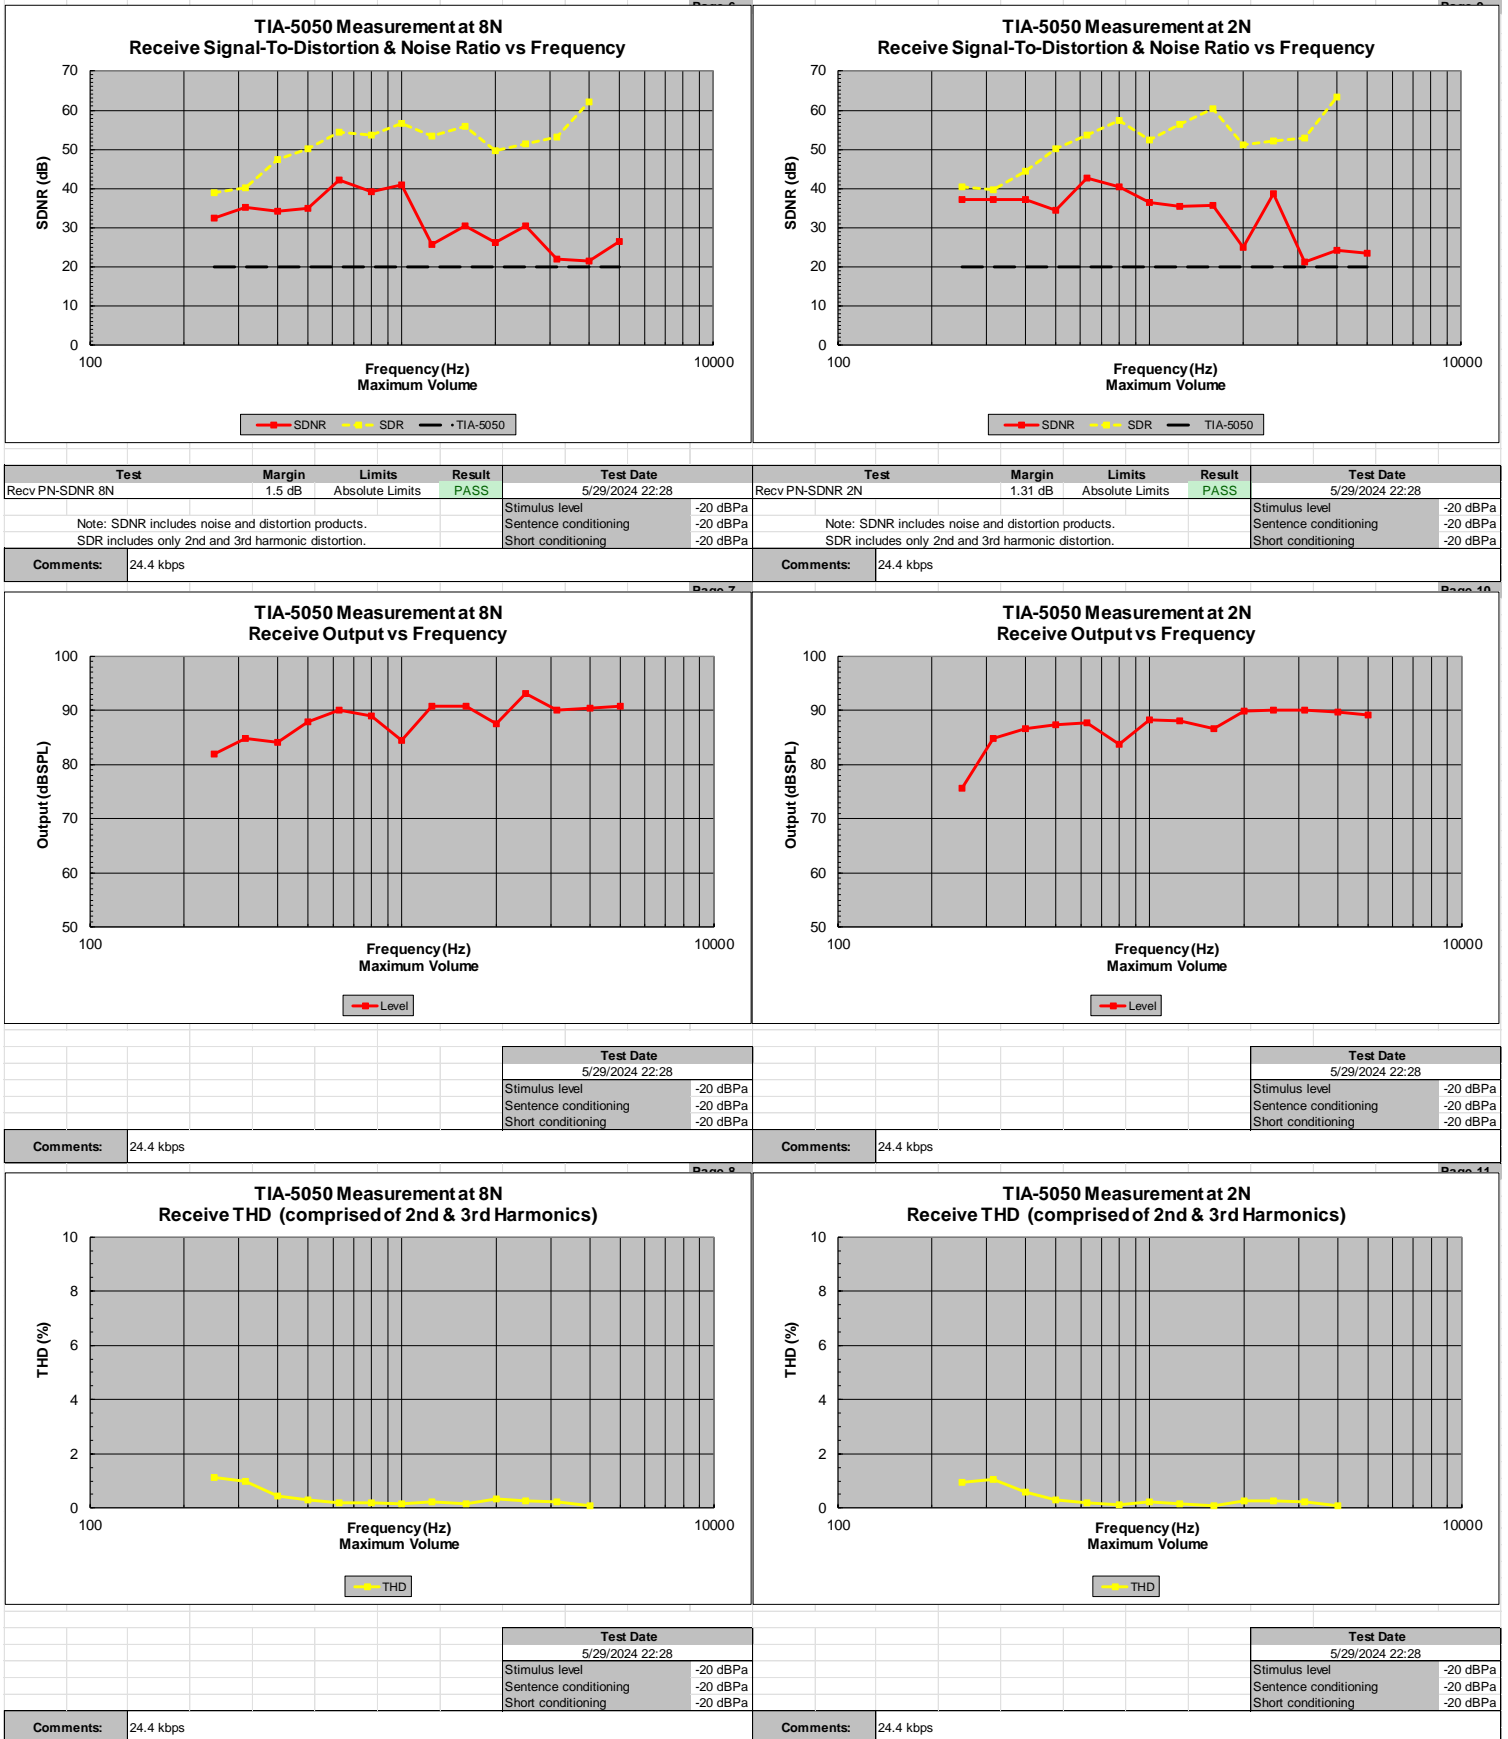 Page 6
TIA-5050 Measurement at 8N
Receive Signal-To-Distortion & Noise Ratio vs Frequency
SDNR (dB)
70
60
50
40
30
20
10
0
100
10000
Frequency (Hz)
Maximum Volume
SDNR SDR TIA-5050
Test Margin Limits Result Test Date
Recv PN-SDNR 8N 1.5 dB Absolute Limits PASS 5/29/2024 22:28
Stimulus level -20 dBPa
Note: SDNR includes noise and distortion products. Sentence conditioning -20 dBPa
SDR includes only 2nd and 3rd harmonic distortion. Short conditioning -20 dBPa
Comments: 24.4 kbps
Page 9
TIA-5050 Measurement at 2N
Receive Signal-To-Distortion & Noise Ratio vs Frequency
SDNR (dB)
70
60
50
40
30
20
10
0
100
10000
Frequency (Hz)
Maximum Volume
SDNR SDR TIA-5050
Test Margin Limits Result Test Date
Recv PN-SDNR 2N 1.31 dB Absolute Limits PASS 5/29/2024 22:28
Stimulus level -20 dBPa
Note: SDNR includes noise and distortion products. Sentence conditioning -20 dBPa
SDR includes only 2nd and 3rd harmonic distortion. Short conditioning -20 dBPa
Comments: 24.4 kbps
Page 7
TIA-5050 Measurement at 8N
Receive Output vs Frequency
Output (dBSPL)
100
90
80
70
60
50
100
10000
Frequency (Hz)
Maximum Volume
Level
Test Date
5/29/2024 22:28
Stimulus level -20 dBPa
Sentence conditioning -20 dBPa
Short conditioning -20 dBPa
Comments: 24.4 kbps
Page 10
TIA-5050 Measurement at 2N
Receive Output vs Frequency
Output (dBSPL)
100
90
80
70
60
50
100
10000
Frequency (Hz)
Maximum Volume
Level
Test Date
5/29/2024 22:28
Stimulus level -20 dBPa
Sentence conditioning -20 dBPa
Short conditioning -20 dBPa
Comments: 24.4 kbps
Page 8
TIA-5050 Measurement at 8N
Receive THD (comprised of 2nd & 3rd Harmonics)
THD (%)
10
8
6
4
2
0
100
10000
Frequency (Hz)
Maximum Volume
THD
Test Date
5/29/2024 22:28
Stimulus level -20 dBPa
Sentence conditioning -20 dBPa
Short conditioning -20 dBPa
Comments: 24.4 kbps
Page 11
TIA-5050 Measurement at 2N
Receive THD (comprised of 2nd & 3rd Harmonics)
THD (%)
10
8
6
4
2
0
100
10000
Frequency (Hz)
Maximum Volume
THD
Test Date
5/29/2024 22:28
Stimulus level -20 dBPa
Sentence conditioning -20 dBPa
Short conditioning -20 dBPa
Comments: 24.4 kbps